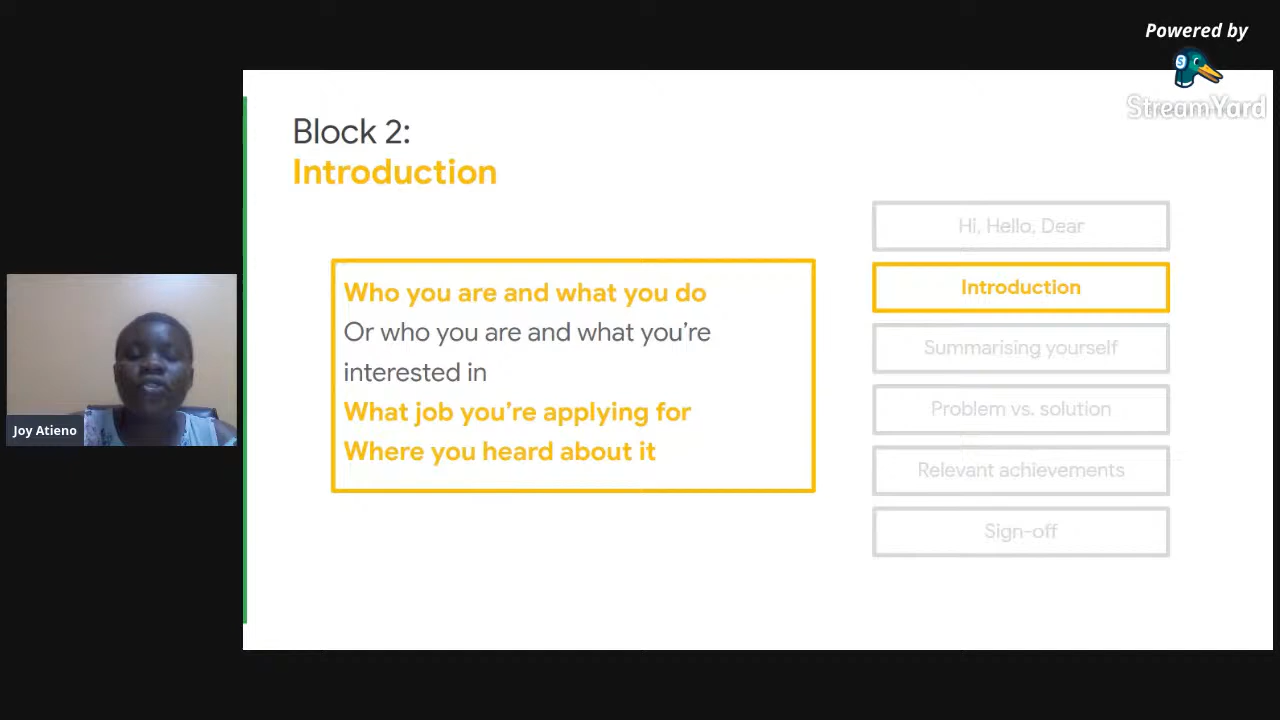 Powered by
StreamYard
Block 2:
Introduction
Who you are and what you do
Or who you are and what you’re
interested in
What job you’re applying for
Where you heard about it
Hi, Hello, Dear
Introduction
Summarising yourself
Problem vs. solution
Relevant achievements
Sign-off
Joy Atieno